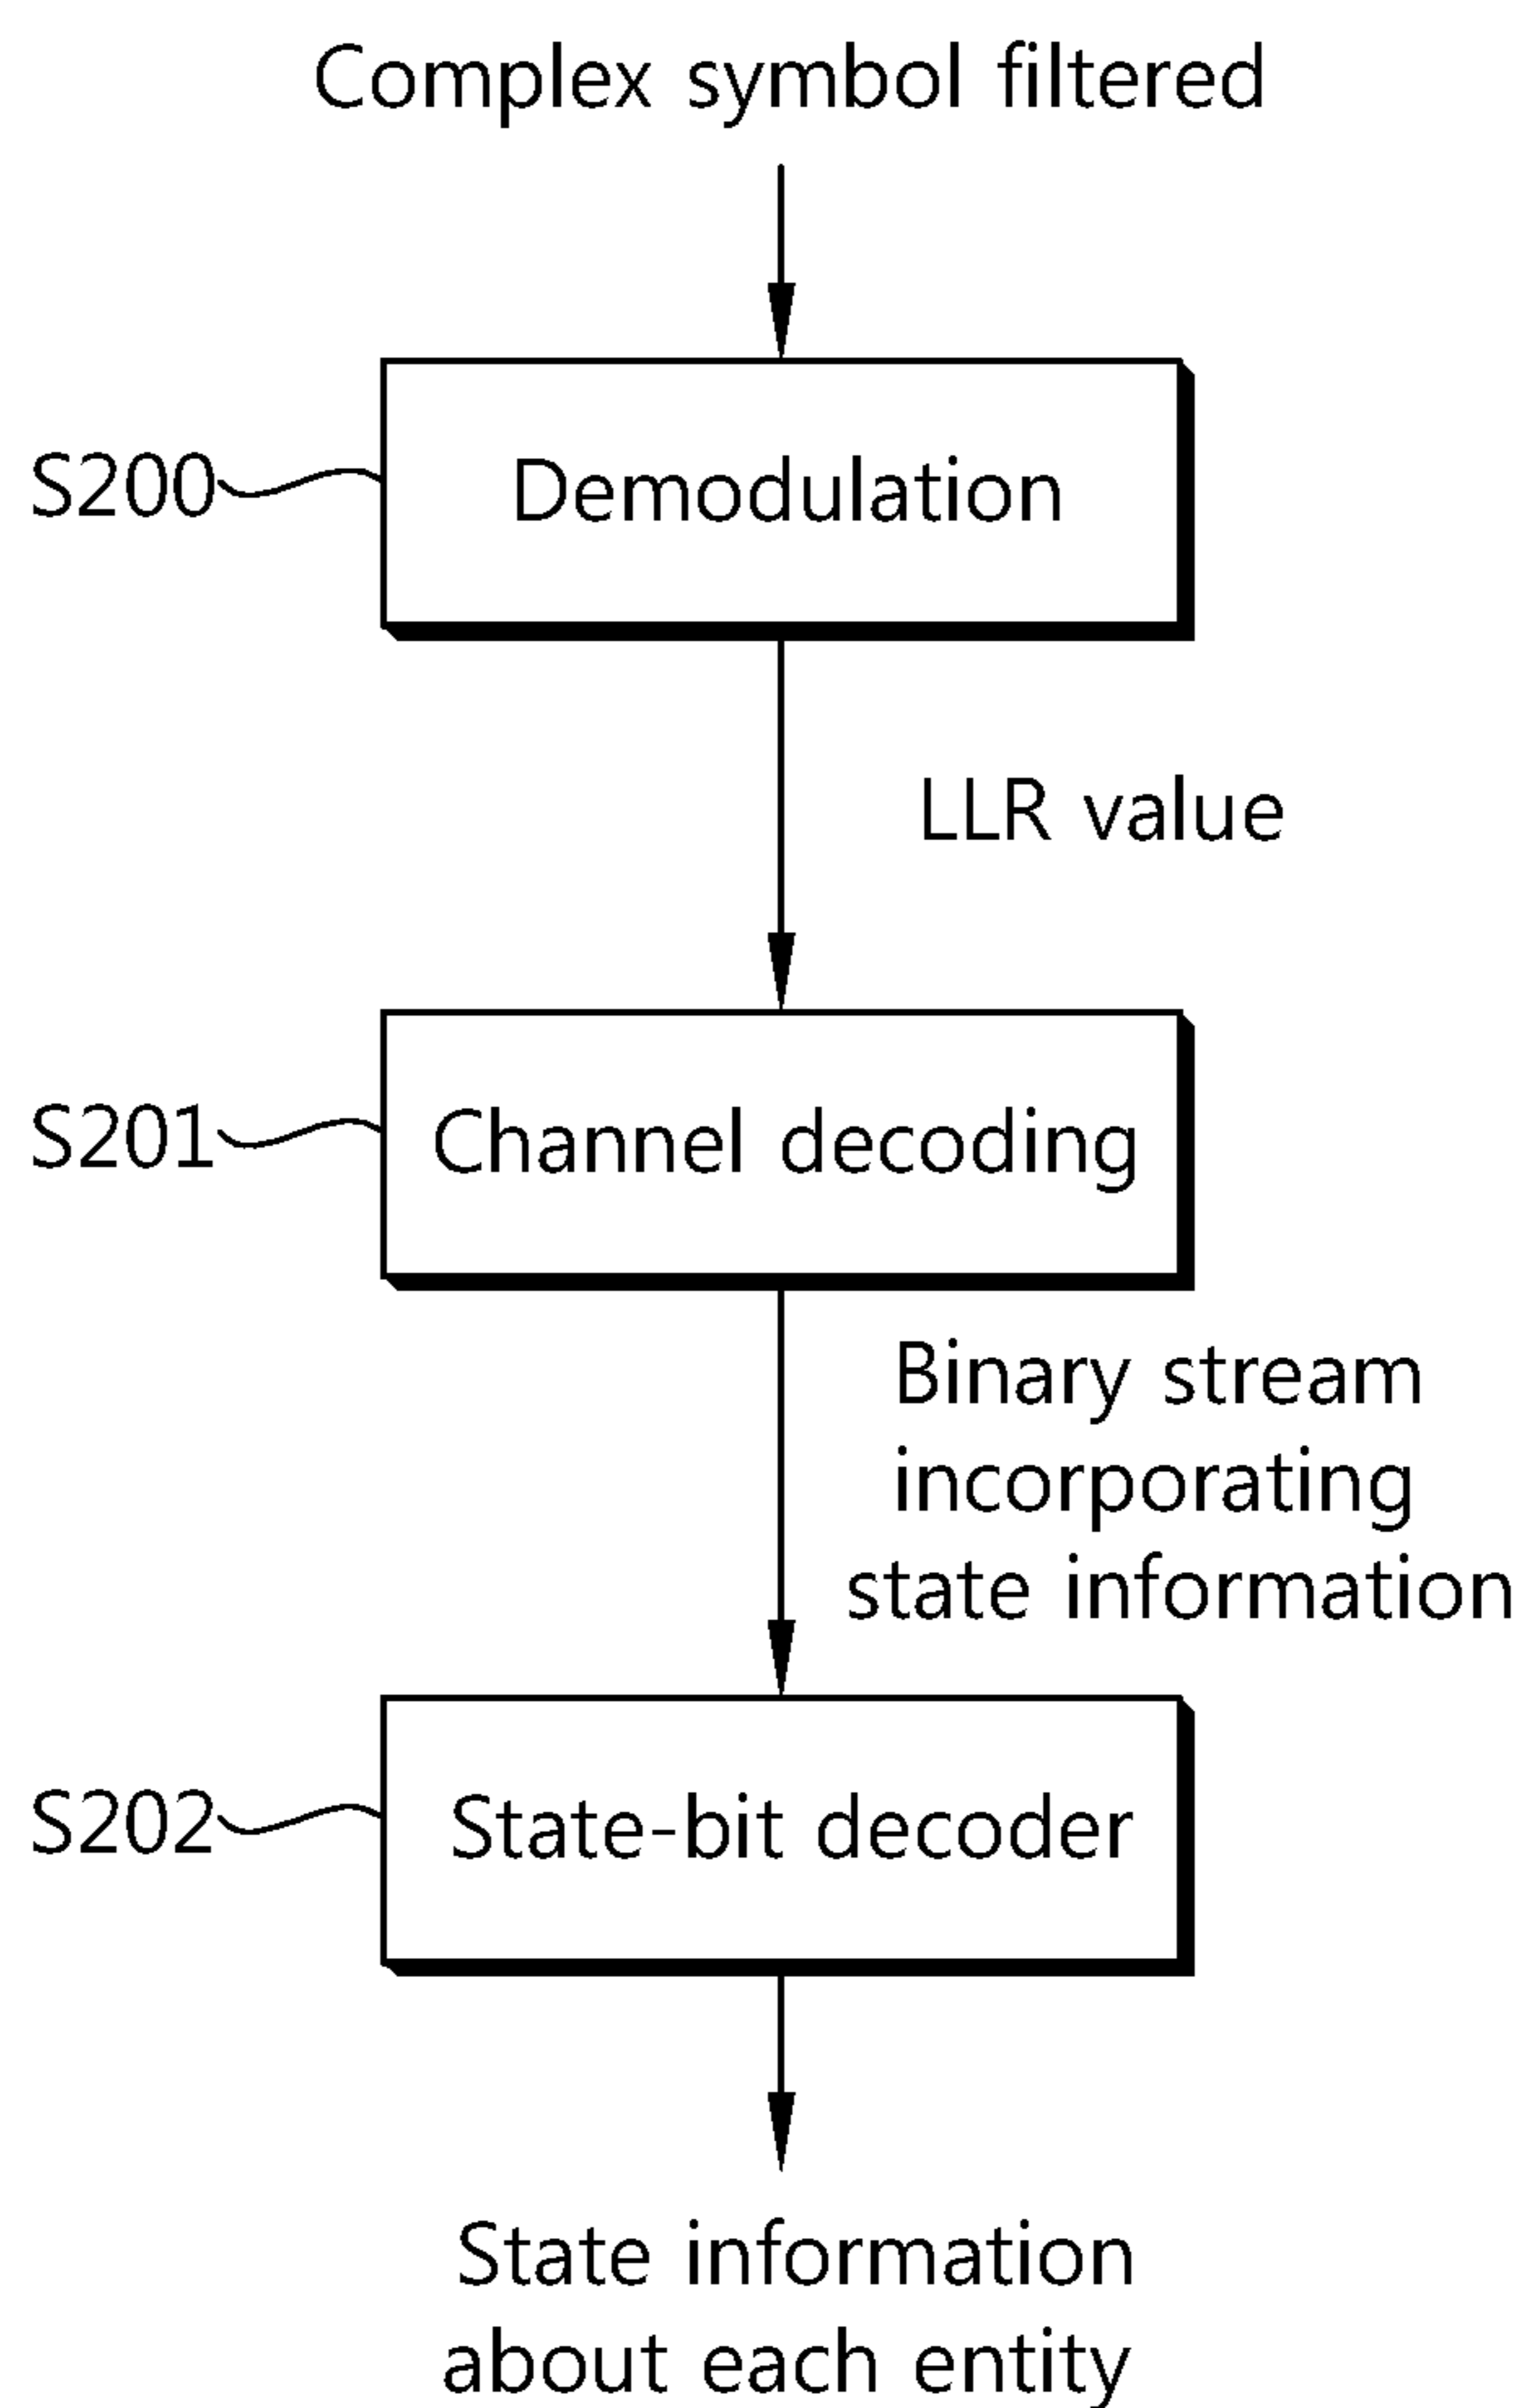 Complex symbol filtered
S200
Demodulation
LLR value
S201
Channel decoding
Binary stream
incorporating
state information
S202
State-bit decoder
State information
about each entity